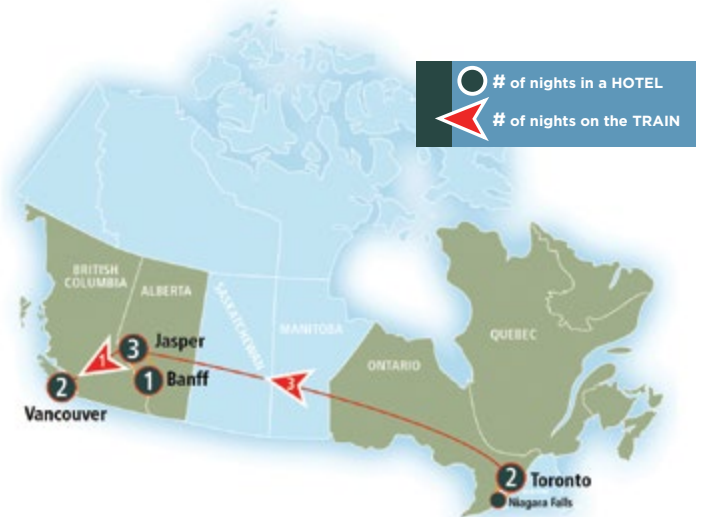 # of nights in a HOTEL
# of nights on the TRAIN
BRITISH
COLUMBIA
ALBERTA
SASKATCHEWAN
MANITOBA
ONTARIO
QUEBEC
3 Jasper
1
1 Banff
3
2
Vancouver
2 Toronto
Niagara Falls